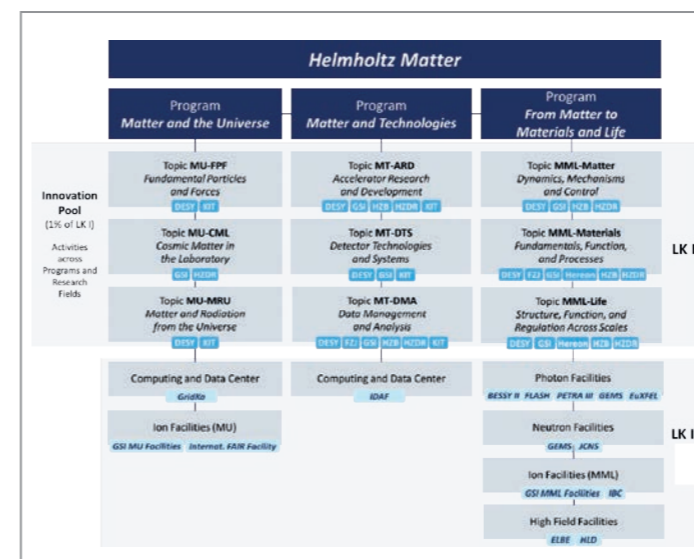 Helmholtz Matter
Program
Matter and the Universe
Program
Matter and Technologies
Program
From Matter to
Materials and Life
Innovation
Pool
(1% of LK I)
Activities
across
Programs and
Research
Fields
Topic MU-FPF
Fundamental Particles
and Forces
DESY KIT
Topic MT-ARD
Accelerator Research
and Development
DESY GSI HZB HZDR KIT
Topic MML-Matter
Dynamics, Mechanisms
and Control
DESY GSI HZB HZDR
Topic MU-CML
Cosmic Matter in
the Laboratory
GSI HZDR
Topic MT-DTS
Detector Technologies
and Systems
DESY GSI KIT
Topic MML-Materials
Fundamentals, Function,
and Processes
DESY FZJ GSI Hereon HZB HZDR
LK I
Topic MU-MRU
Matter and Radiation
from the Universe
DESY KIT
Topic MT-DMA
Data Management
and Analysis
DESY FZJ GSI HZB HZDR KIT
Topic MML-Life
Structure, Function, and
Regulation Across Scales
DESY GSI Hereon HZB HZDR
Computing and Data Center
GridKa
Computing and Data Center
IDAF
Photon Facilities
BESSY II FLASH PETRA III GEMS EuXFEL
Ion Facilities (MU)
GSI MU Facilities Internat. FAIR Facility
Neutron Facilities
GEMS JCNS
Ion Facilities (MML)
GSI MML Facilities IBC
High Field Facilities
ELBE HLD